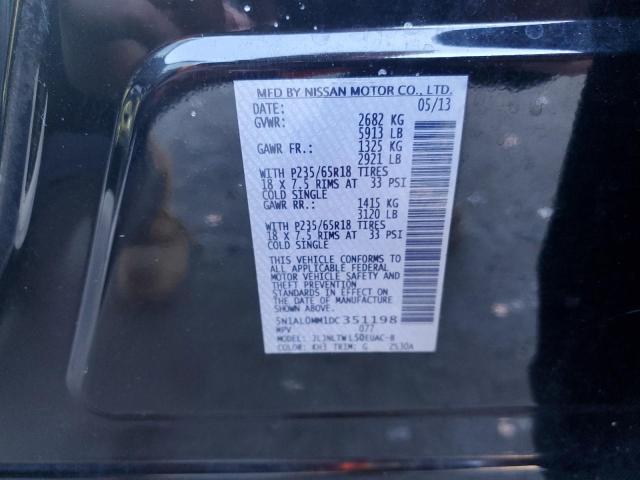 MFD BY NISSAN MOTOR CO., LTD.
DATE: 05/13
GVWR: 2682 KG
5913 LB
GAWR FR.: 1325 KG
2921 LB
WITH P235/65R18 TIRES
18 X 7.5 RIMS AT 33 PSI
COLD SINGLE
GAWR RR.: 1415 KG
3120 LB
WITH P235/65R18 TIRES
18 X 7.5 RIMS AT 33 PSI
COLD SINGLE
THIS VEHICLE CONFORMS TO
ALL APPLICABLE FEDERAL
MOTOR VEHICLE SAFETY AND
THEFT PREVENTION
STANDARDS IN EFFECT ON
THE DATE OF MANUFACTURE
SHOWN ABOVE.
5N1AL0MM1DC351198
MPV 077
MODEL: JLJNLTWL50EUAC-B
COLOR: KH3 TRIM: G 2530A